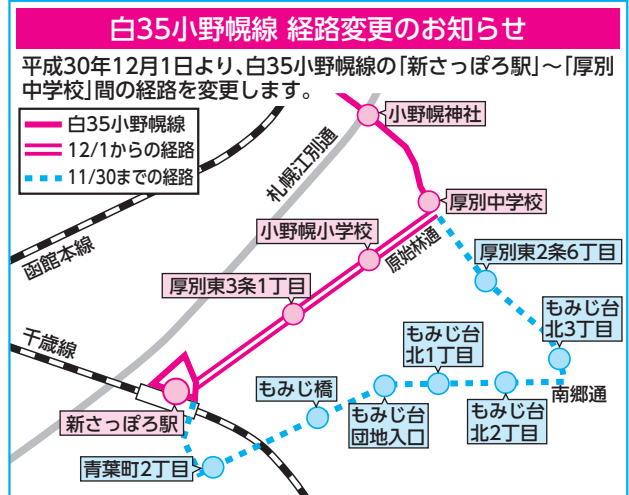 白35小野幌線 経路変更のお知らせ
平成30年12月1日より、白35小野幌線の「新さっぽろ駅」～「厚別
中学校」間の経路を変更します。
白35小野幌線
12/1からの経路
11/30までの経路
小野幌神社
札幌江別通
厚別中学校
函館本線
小野幌小学校
原始林通
厚別東2条6丁目
厚別東3条1丁目
もみじ台
北3丁目
千歳線
もみじ台
北1丁目
もみじ橋
南郷通
新さっぽろ駅
もみじ台
団地入口
もみじ台
北2丁目
青葉町2丁目